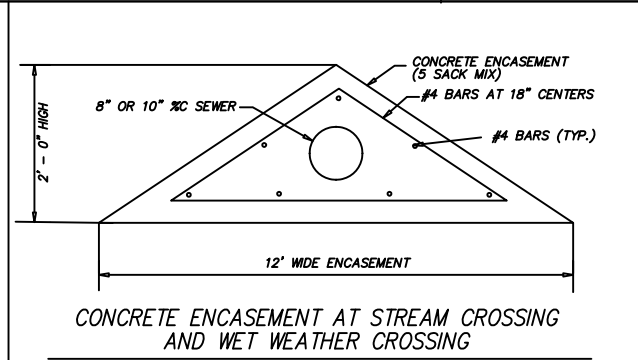 CONCRETE ENCASEMENT
(5 SACK MIX)
#4 BARS AT 18" CENTERS
8" OR 10" %C SEWER
#4 BARS (TYP.)
2' - 0" HIGH
12' WIDE ENCASEMENT
CONCRETE ENCASEMENT AT STREAM CROSSING
AND WET WEATHER CROSSING